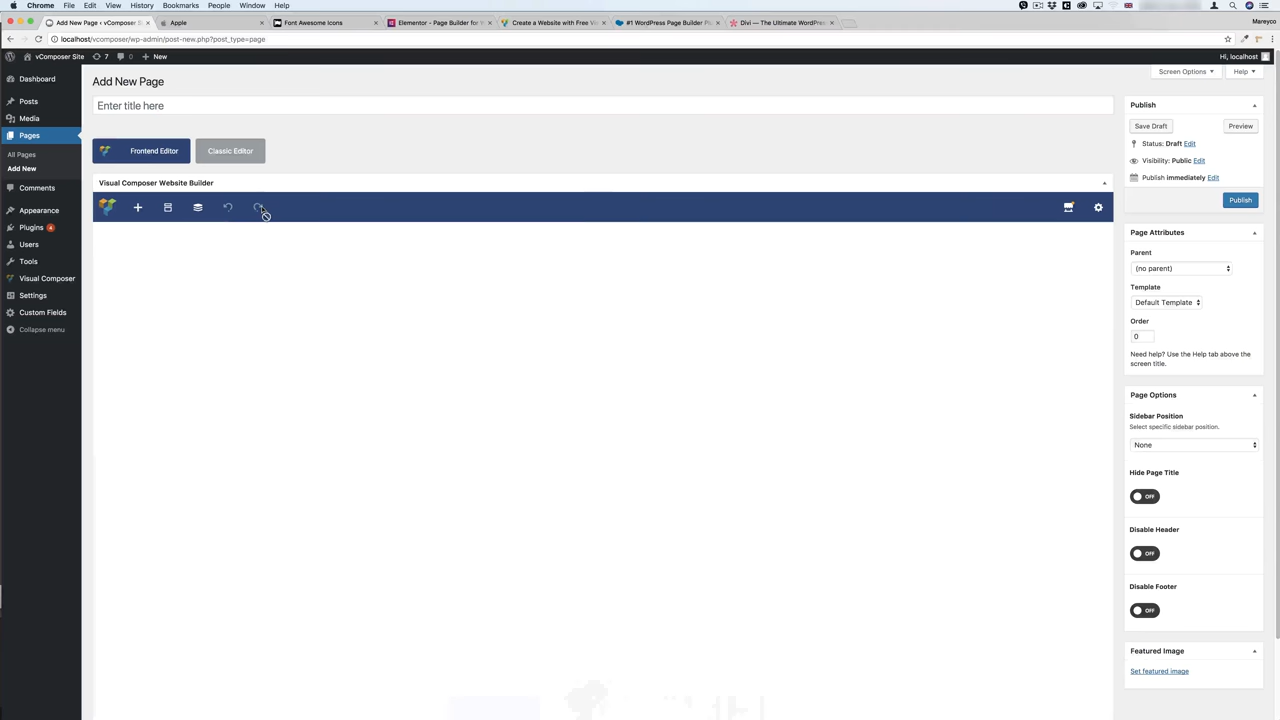 Chrome File Edit View History Bookmarks People Window Help
Add New Page ‹ vComposer S
Apple
Font Awesome Icons
Elementor - Page Builder for
Create a Website with Free V
#1 WordPress Page Builder Pl
Divi — The Ultimate WordPres
Mareyco
localhost/vcomposer/wp-admin/post-new.php?post_type=page
vComposer Site 7 0 New
Hi, localhost
Dashboard
Posts
Media
Pages
All Pages
Add New
Comments
Appearance
Plugins 4
Users
Tools
Visual Composer
Settings
Custom Fields
Collapse menu
Screen Options
Help
Add New Page
Enter title here
Frontend Editor
Classic Editor
Visual Composer Website Builder
Publish
Save Draft
Preview
Status: Draft Edit
Visibility: Public Edit
Publish immediately Edit
Publish
Page Attributes
Parent
(no parent)
Template
Default Template
Order
0
Need help? Use the Help tab above the
screen title.
Page Options
Sidebar Position
Select specific sidebar position.
None
Hide Page Title
OFF
Disable Header
OFF
Disable Footer
OFF
Featured Image
Set featured image